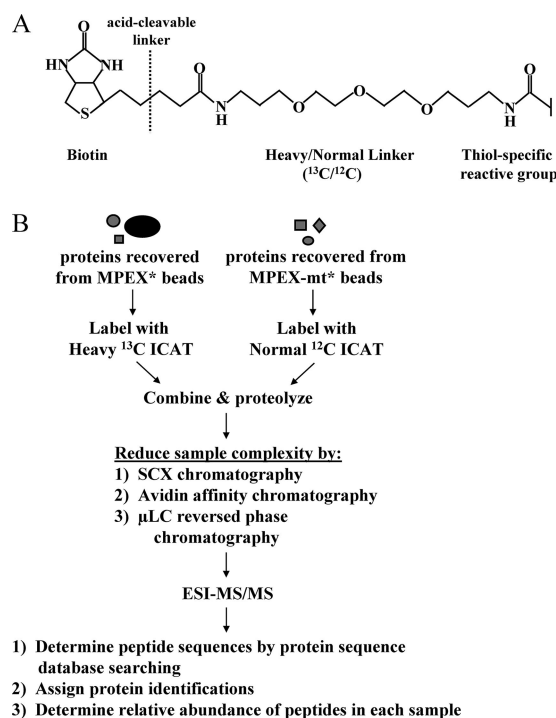 A
acid-cleavable
linker
O
HN
NH
S
O
N
H
O
O
O
H
N
O
I
Biotin
Heavy/Normal Linker
(¹³C/¹²C)
Thiol-specific
reactive group
B
proteins recovered
from MPEX* beads
proteins recovered from
MPEX-mt* beads
Label with
Heavy ¹³C ICAT
Label with
Normal ¹²C ICAT
Combine & proteolyze
Reduce sample complexity by:
1) SCX chromatography
2) Avidin affinity chromatography
3) µLC reversed phase
chromatography
ESI-MS/MS
1) Determine peptide sequences by protein sequence
database searching
2) Assign protein identifications
3) Determine relative abundance of peptides in each sample